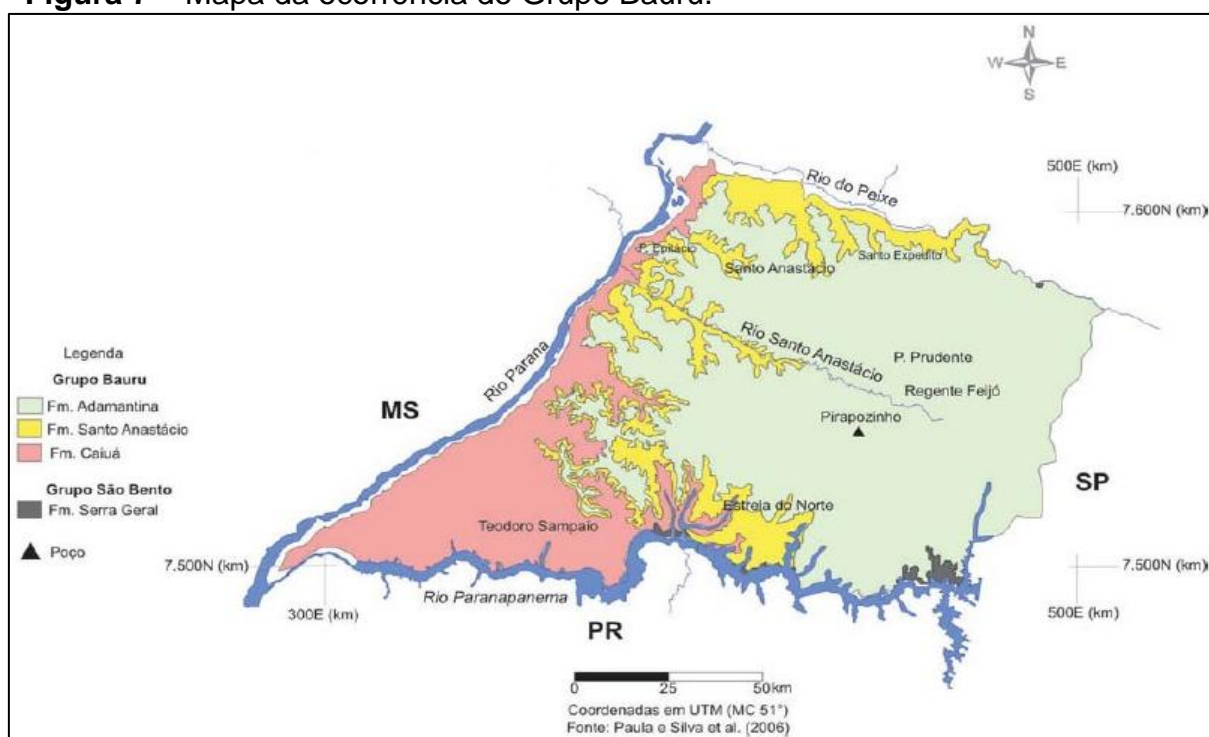 Figura 7 – Mapa da ocorrência do Grupo Bauru.
N
W E
S
500E (km)
7.600N (km)
Rio do Peixe
P. Epitácio
Santo Anastácio
Santo Expedito
Rio Parana
Rio Santo Anastácio
P. Prudente
Regente Feijó
Pirapozinho
MS
SP
Legenda
Grupo Bauru
Fm. Adamantina
Fm. Santo Anastácio
Fm. Caiuá
Grupo São Bento
Fm. Serra Geral
Poço
Estrela do Norte
Teodoro Sampaio
7.500N (km)
7.500N (km)
Rio Paranapanema
300E (km)
500E (km)
PR
0 25 50km
Coordenadas em UTM (MC 51°)
Fonte: Paula e Silva et al. (2006)